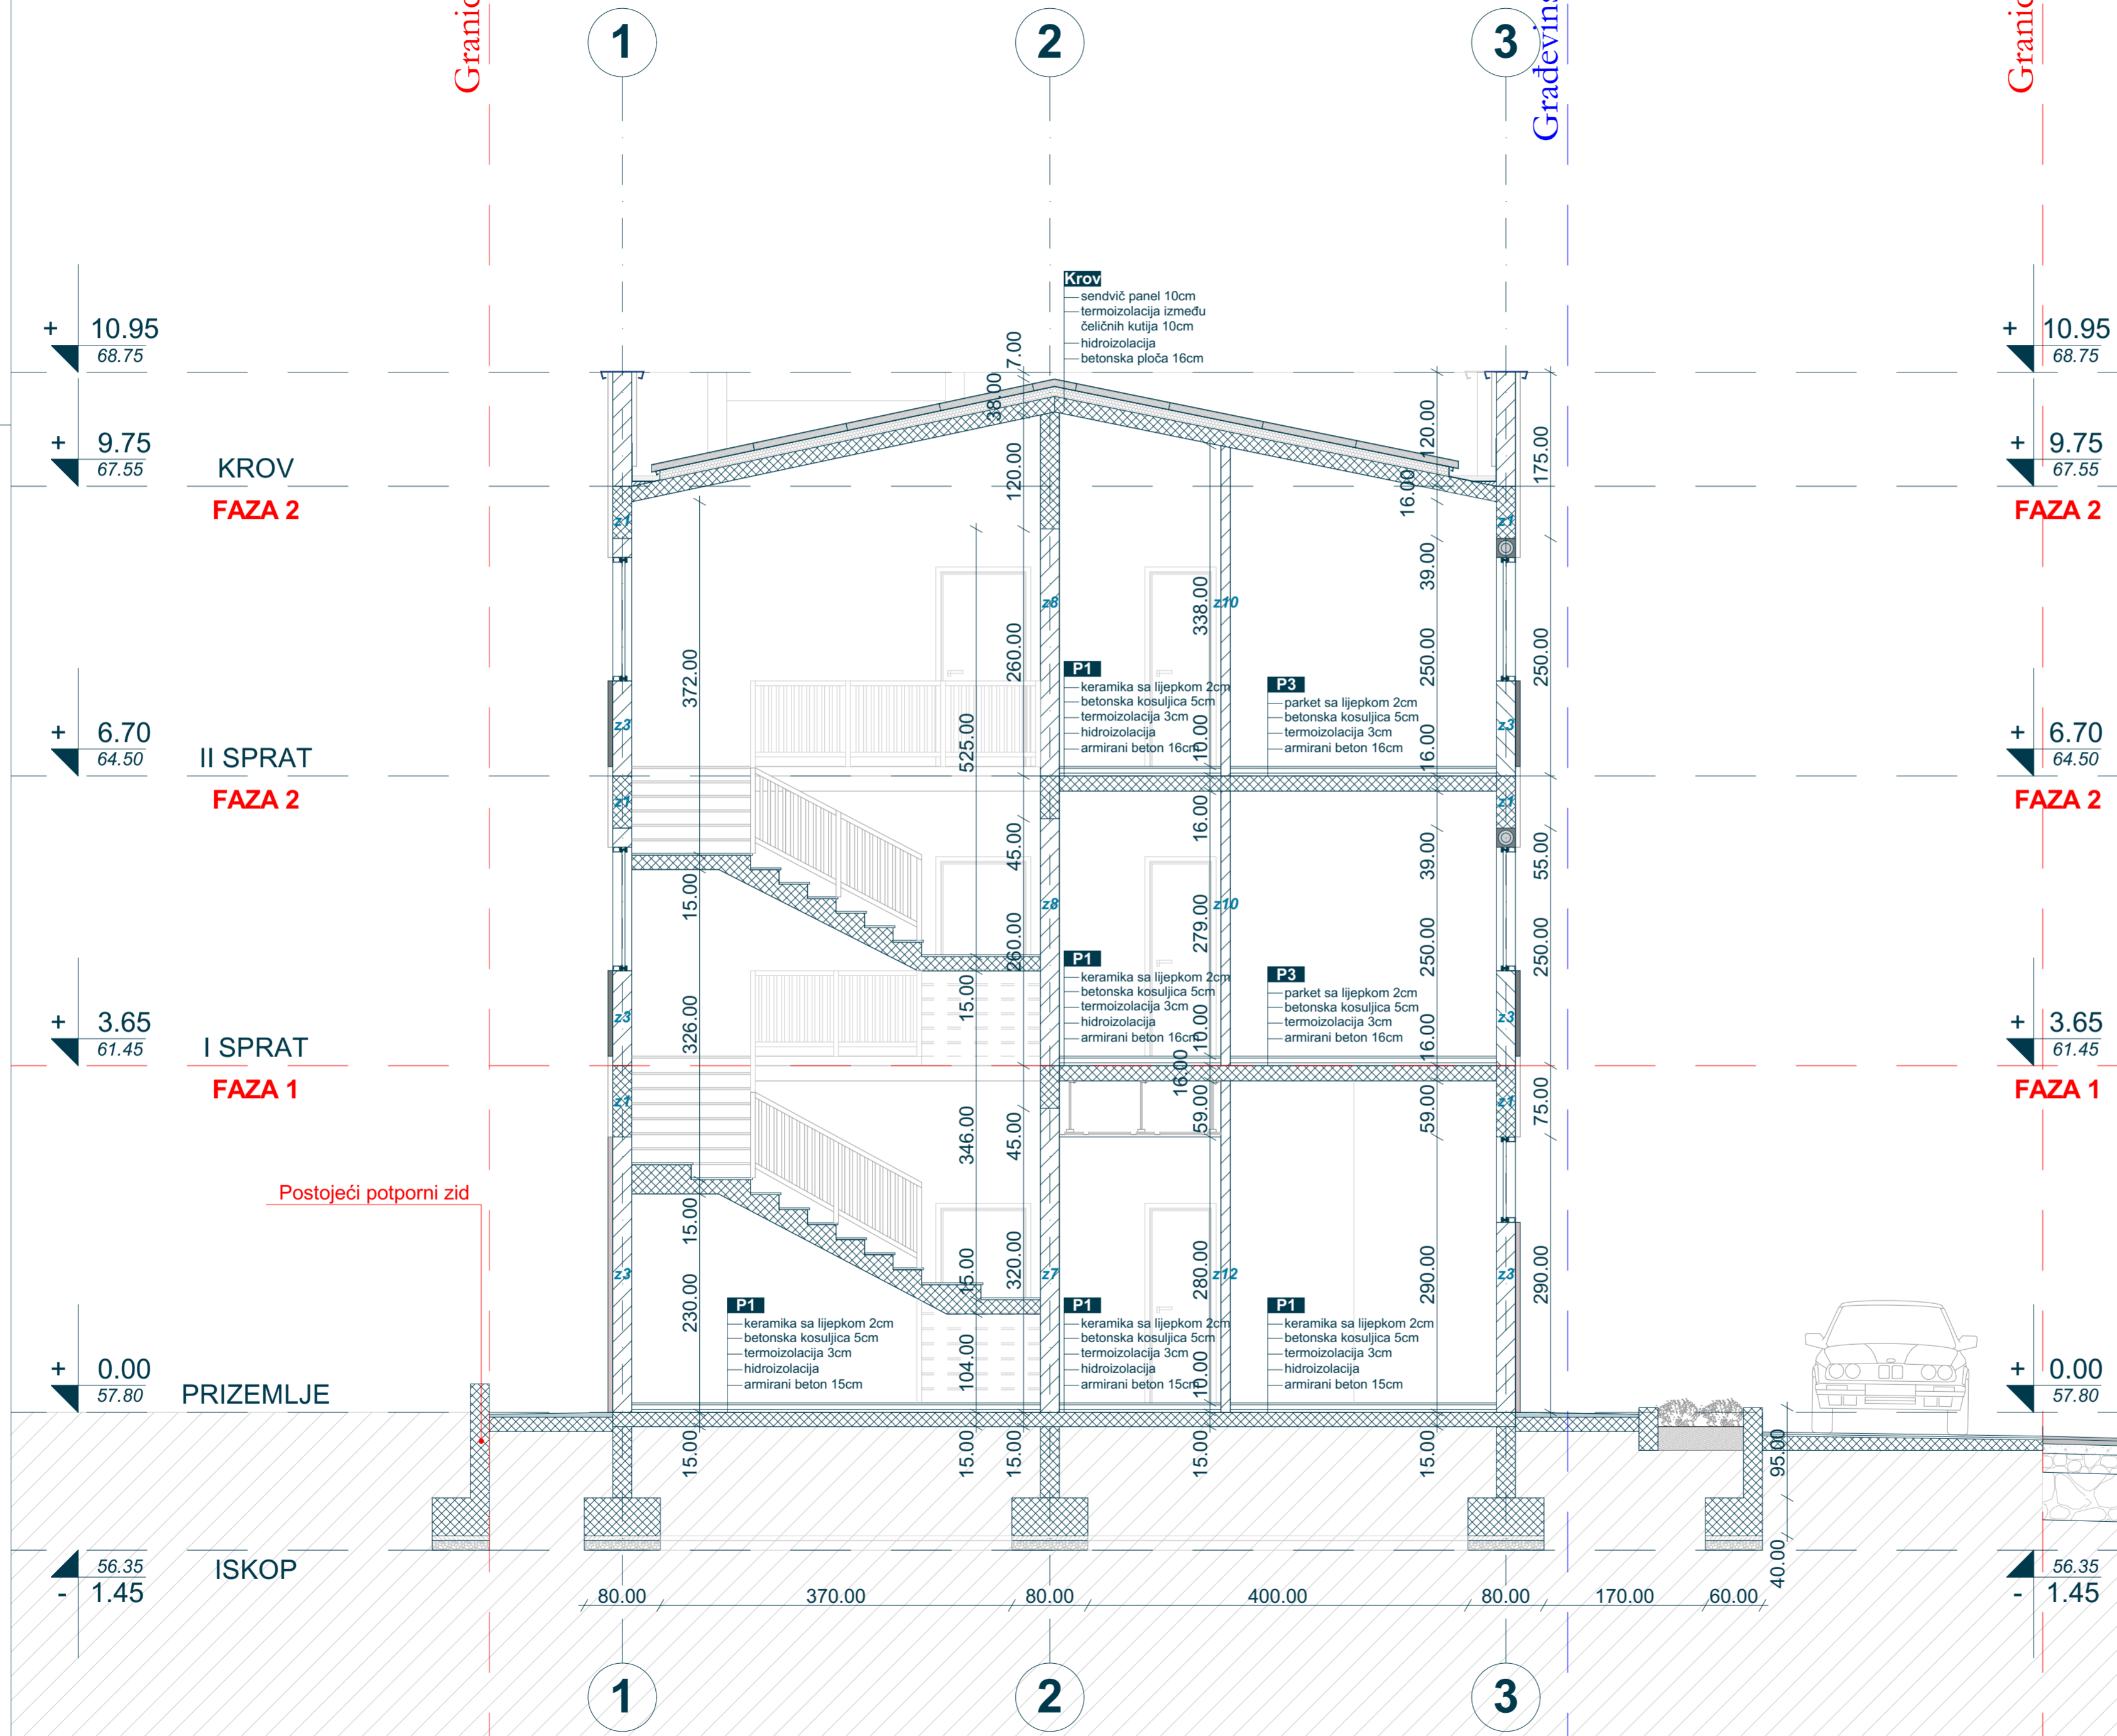 Granic
1
2
3
Građevins
Granic
Krov
sendvič panel 10cm
termoizolacija između
čeličnih kutija 10cm
hidroizolacija
betonska ploča 16cm
+ 10.95
68.75
+ 10.95
68.75
7.00
38.00
120.00
120.00
16.00
175.00
+ 9.75
67.55
KROV
FAZA 2
+ 9.75
67.55
FAZA 2
z1
z1
39.00
z8
338.00
z10
372.00
260.00
250.00
250.00
525.00
P1
keramika sa lijepkom 2cm
betonska kosuljica 5cm
termoizolacija 3cm
hidroizolacija
armirani beton 16cm
10.00
P3
parket sa lijepkom 2cm
betonska kosuljica 5cm
termoizolacija 3cm
armirani beton 16cm
16.00
z3
z3
+ 6.70
64.50
II SPRAT
FAZA 2
+ 6.70
64.50
FAZA 2
z1
z1
16.00
45.00
39.00
55.00
15.00
z8
279.00
z10
260.00
250.00
250.00
15.00
326.00
P1
keramika sa lijepkom 2cm
betonska kosuljica 5cm
termoizolacija 3cm
hidroizolacija
armirani beton 16cm
10.00
P3
parket sa lijepkom 2cm
betonska kosuljica 5cm
termoizolacija 3cm
armirani beton 16cm
16.00
z3
z3
+ 3.65
61.45
I SPRAT
FAZA 1
+ 3.65
61.45
FAZA 1
z1
z1
16.00
59.00
59.00
75.00
346.00
45.00
Postojeći potporni zid
15.00
15.00
320.00
280.00
290.00
290.00
z3
z7
z12
z3
230.00
104.00
P1
keramika sa lijepkom 2cm
betonska kosuljica 5cm
termoizolacija 3cm
hidroizolacija
armirani beton 15cm
P1
keramika sa lijepkom 2cm
betonska kosuljica 5cm
termoizolacija 3cm
hidroizolacija
armirani beton 15cm
10.00
P1
keramika sa lijepkom 2cm
betonska kosuljica 5cm
termoizolacija 3cm
hidroizolacija
armirani beton 15cm
+ 0.00
57.80
PRIZEMLJE
+ 0.00
57.80
15.00
15.00
15.00
15.00
15.00
95.00
40.00
56.35
- 1.45
ISKOP
56.35
- 1.45
80.00
370.00
80.00
400.00
80.00
170.00
60.00
1
2
3